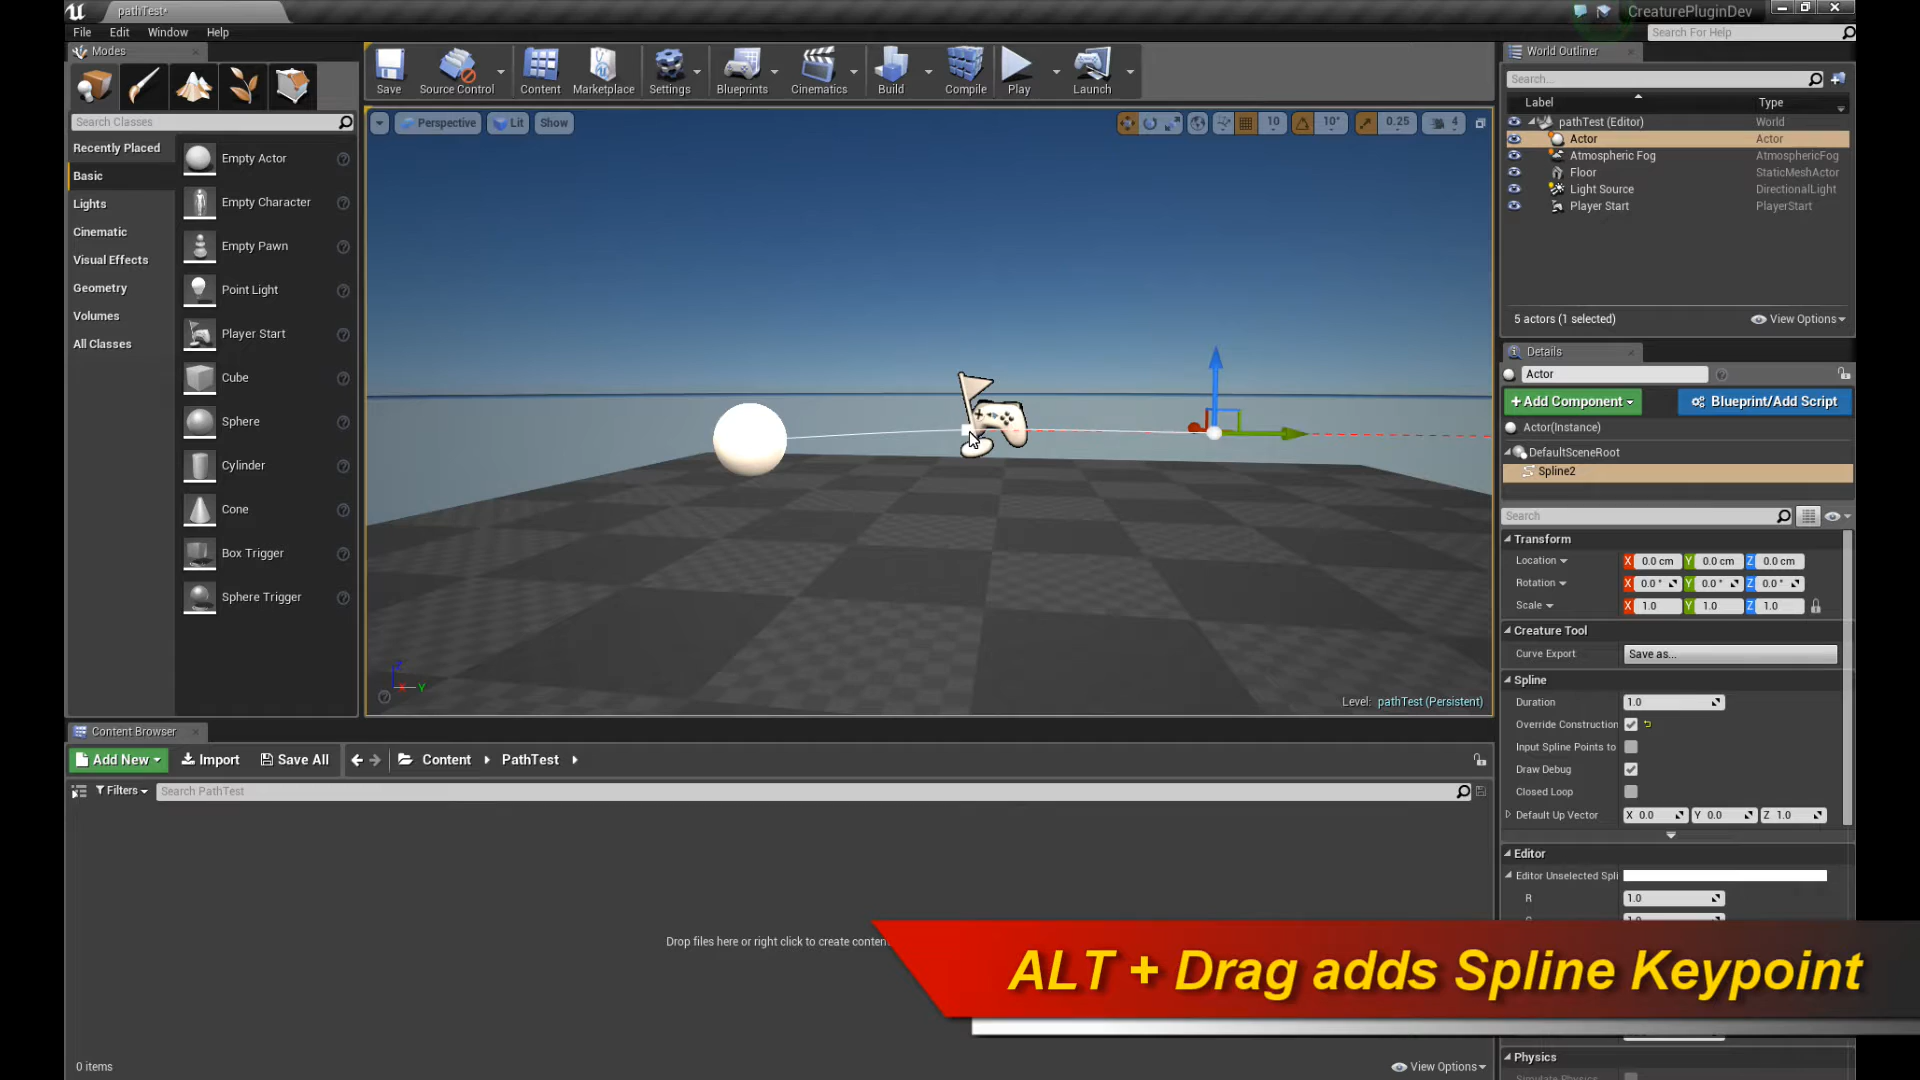 pathTest*
CreaturePluginDev
File Edit Window Help
Search For Help
Modes
Search Classes
Recently Placed
Basic
Lights
Cinematic
Visual Effects
Geometry
Volumes
All Classes
Empty Actor
Empty Character
Empty Pawn
Point Light
Player Start
Cube
Sphere
Cylinder
Cone
Box Trigger
Sphere Trigger
Save Source Control Content Marketplace Settings Blueprints Cinematics Build Compile Play Launch
Perspective Lit Show
10 10° 0.25 4
Z
X Y
Level: pathTest (Persistent)
World Outliner
Search...
Label Type
pathTest (Editor) World
Actor Actor
Atmospheric Fog AtmosphericFog
Floor StaticMeshActor
Light Source DirectionalLight
Player Start PlayerStart
5 actors (1 selected) View Options
Details
Actor
+Add Component Blueprint/Add Script
Actor(Instance)
DefaultSceneRoot
Spline2
Search
Transform
Location X 0.0 cm Y 0.0 cm Z 0.0 cm
Rotation X 0.0 ° Y 0.0 ° Z 0.0 °
Scale X 1.0 Y 1.0 Z 1.0
Creature Tool
Curve Export Save as...
Spline
Duration 1.0
Override Construction
Input Spline Points to
Draw Debug
Closed Loop
Default Up Vector X 0.0 Y 0.0 Z 1.0
Editor
Editor Unselected Spli
R 1.0
Physics
Content Browser
Add New Import Save All Content PathTest
Filters Search PathTest
Drop files here or right click to create content
ALT + Drag adds Spline Keypoint
0 items View Options